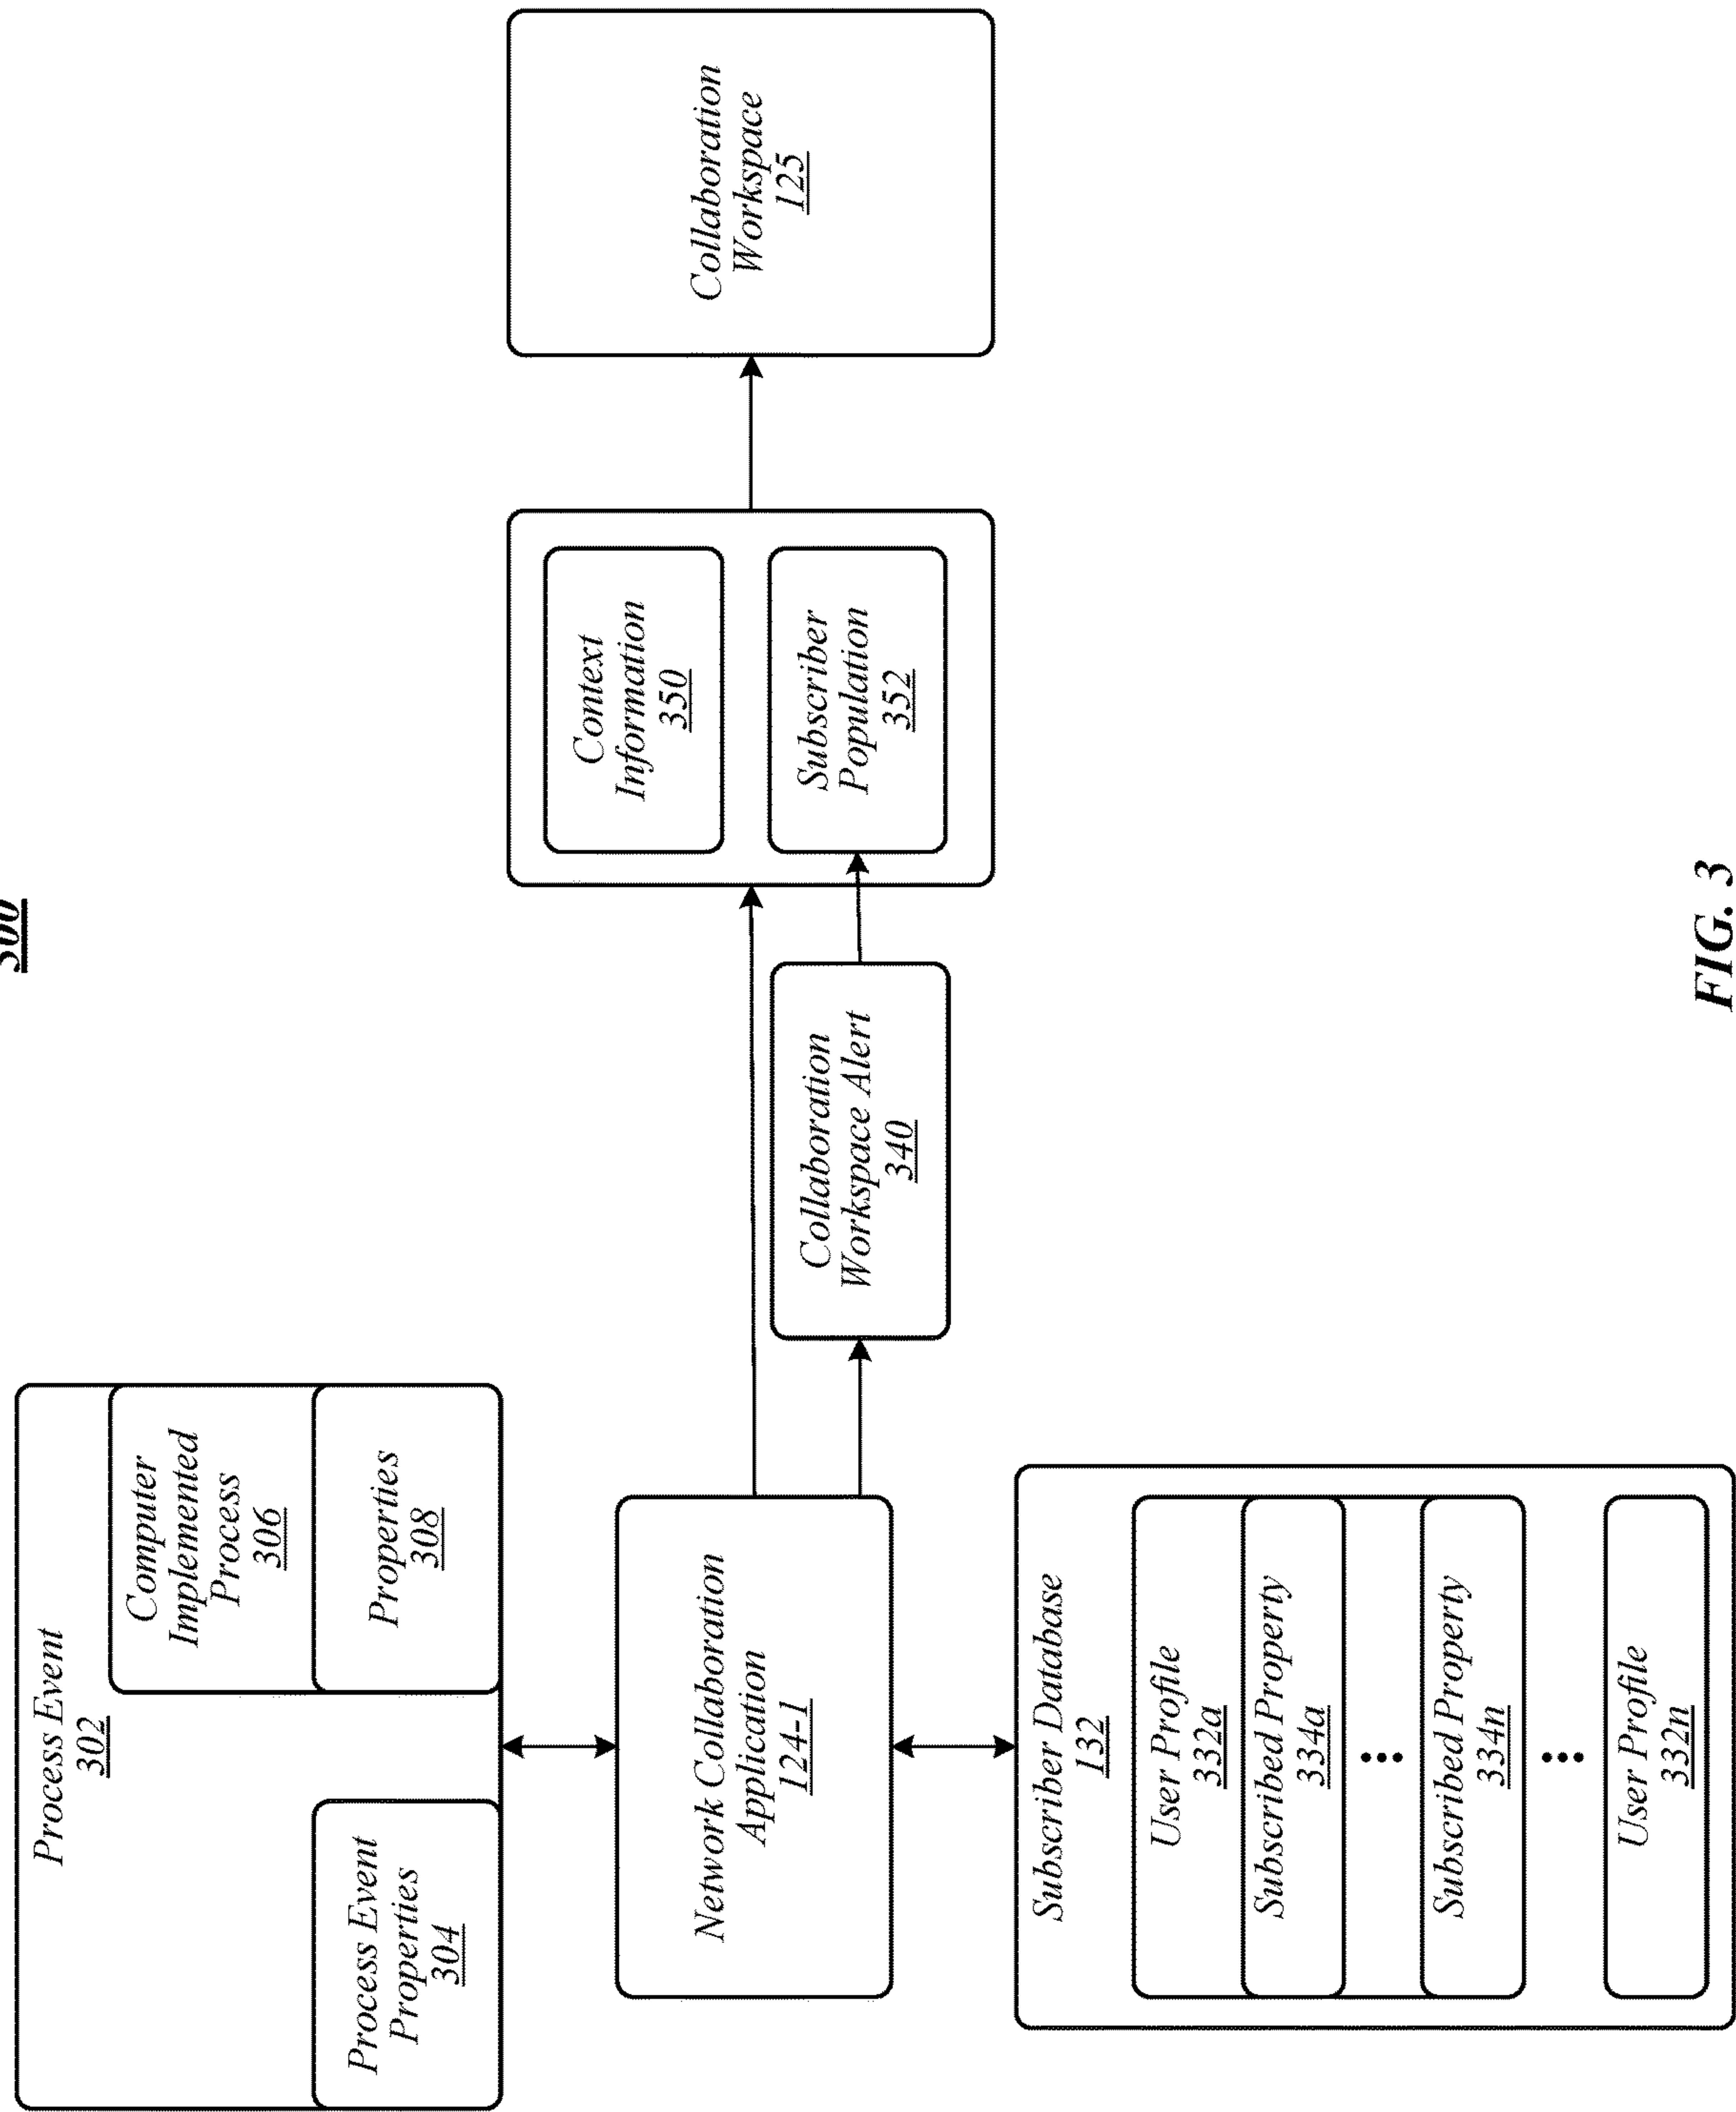 Process Event
302
Process Event
Properties
304
Computer
Implemented
Process
306
Properties
308
Network Collaboration
Application
124-1
Subscriber Database
132
User Profile
332a
Subscribed Property
334a
Subscribed Property
334n
User Profile
332n
Collaboration
Workspace Alert
340
Context
Information
350
Subscriber
Population
352
Collaboration
Workspace
125
FIG. 3